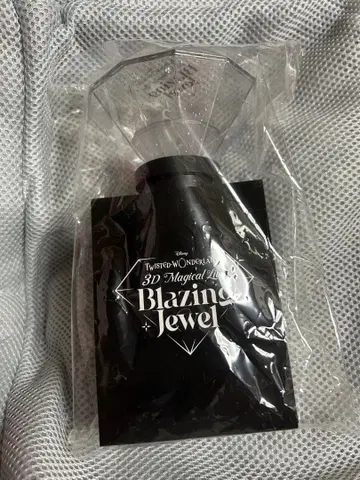 Disney
TWISTED-WONDERLAND
3D Magical Live
Blazing
Jewel